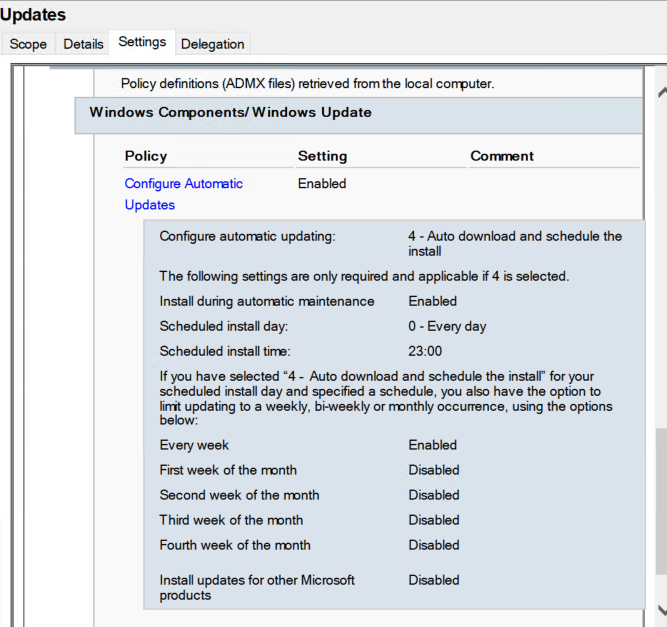 Updates
Scope Details Settings Delegation
Policy definitions (ADMX files) retrieved from the local computer.
Windows Components/Windows Update
Policy Setting Comment
Configure Automatic Enabled
Updates
Configure automatic updating: 4 - Auto download and schedule the
install
The following settings are only required and applicable if 4 is selected.
Install during automatic maintenance Enabled
Scheduled install day: 0 - Every day
Scheduled install time: 23:00
If you have selected “4 - Auto download and schedule the install” for your
scheduled install day and specified a schedule, you also have the option to
limit updating to a weekly, bi-weekly or monthly occurrence, using the options
below:
Every week Enabled
First week of the month Disabled
Second week of the month Disabled
Third week of the month Disabled
Fourth week of the month Disabled
Install updates for other Microsoft Disabled
products